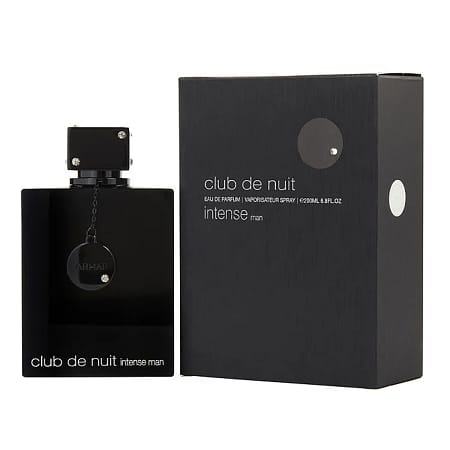 ARMAF
club de nuit intense man
club de nuit
EAU DE PARFUM | VAPORISATEUR SPRAY | ℮200ML 6.8FL.OZ
intense man